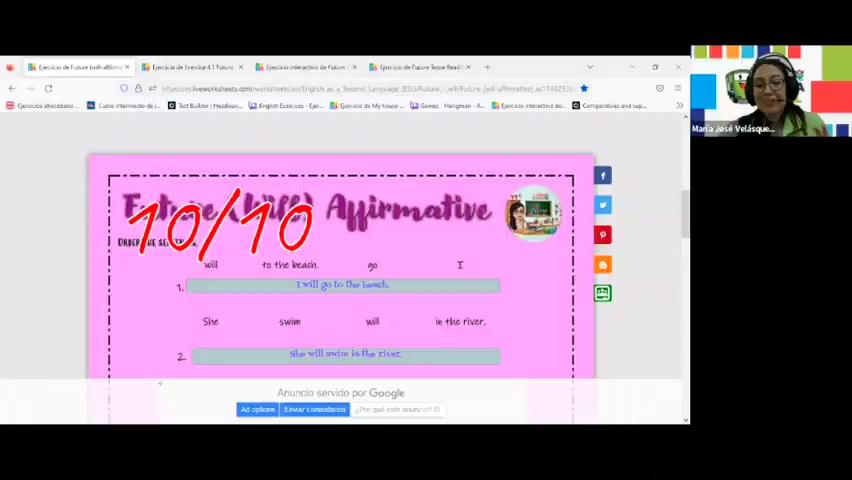 Ejercicio de Future (will-affirma
Ejercicio de Exercise 4.1 Future
Ejercicio interactivo de Future
Ejercicio de Future Tense Read
Ejercicios abecedario
Curso intermedio de
Text Builder | Headway
English Exercises - Eje
Ejercicio de My house
Games - Hangman - A
Ejercicio interactivo de
Comparatives and sup
María José Velásque...
Future (Will) Affirmative
10/10
will to the beach. go I
1. I will go to the beach.
She swim will in the river.
2. She will swim in the river.
Anuncio servido por Google
Ad options Enviar comentarios ¿Por qué este anuncio?